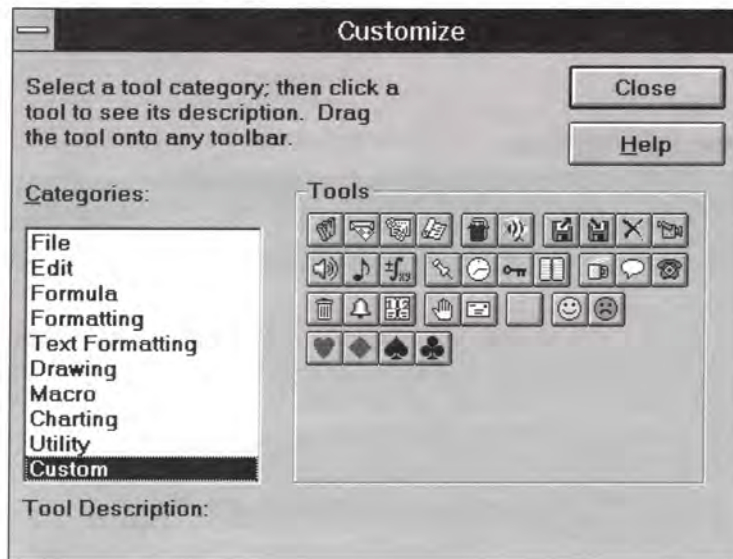 Customize
Select a tool category; then click a
tool to see its description. Drag
the tool onto any toolbar.
Close
Help
Categories:
File
Edit
Formula
Formatting
Text Formatting
Drawing
Macro
Charting
Utility
Custom
Tools
Tool Description: